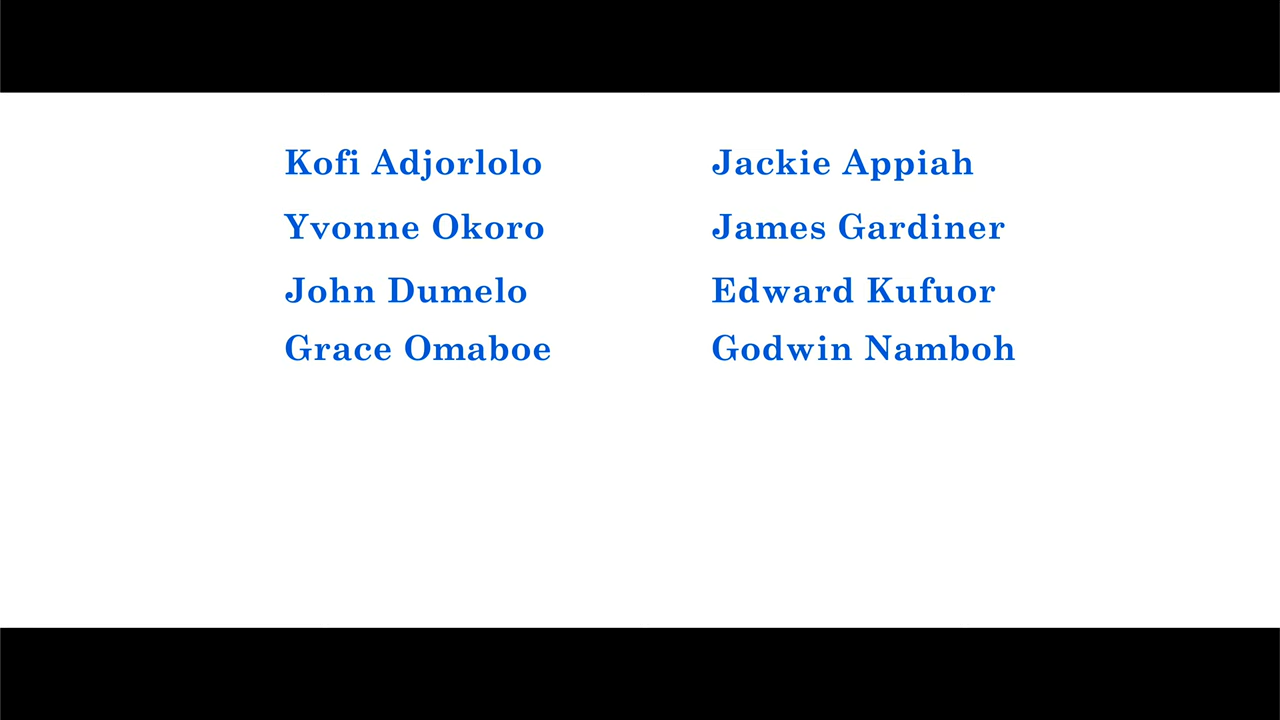 Kofi Adjorlolo Jackie Appiah
Yvonne Okoro James Gardiner
John Dumelo Edward Kufuor
Grace Omaboe Godwin Namboh